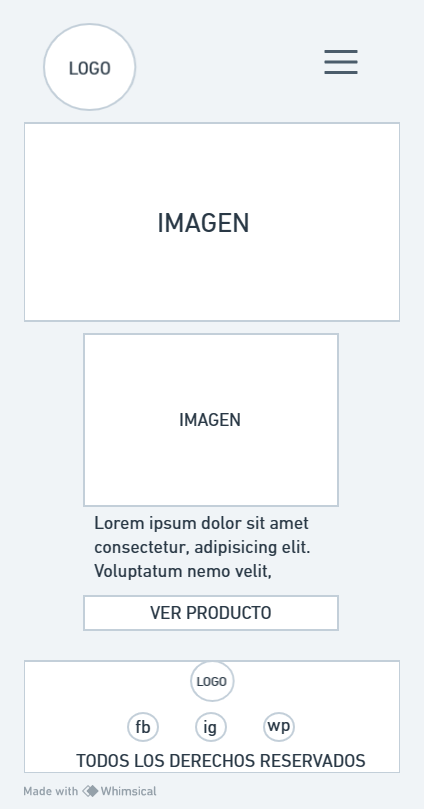 LOGO
IMAGEN
IMAGEN
Lorem ipsum dolor sit amet
consectetur, adipisicing elit.
Voluptatum nemo velit,
VER PRODUCTO
LOGO
fb ig wp
TODOS LOS DERECHOS RESERVADOS
Made with Whimsical